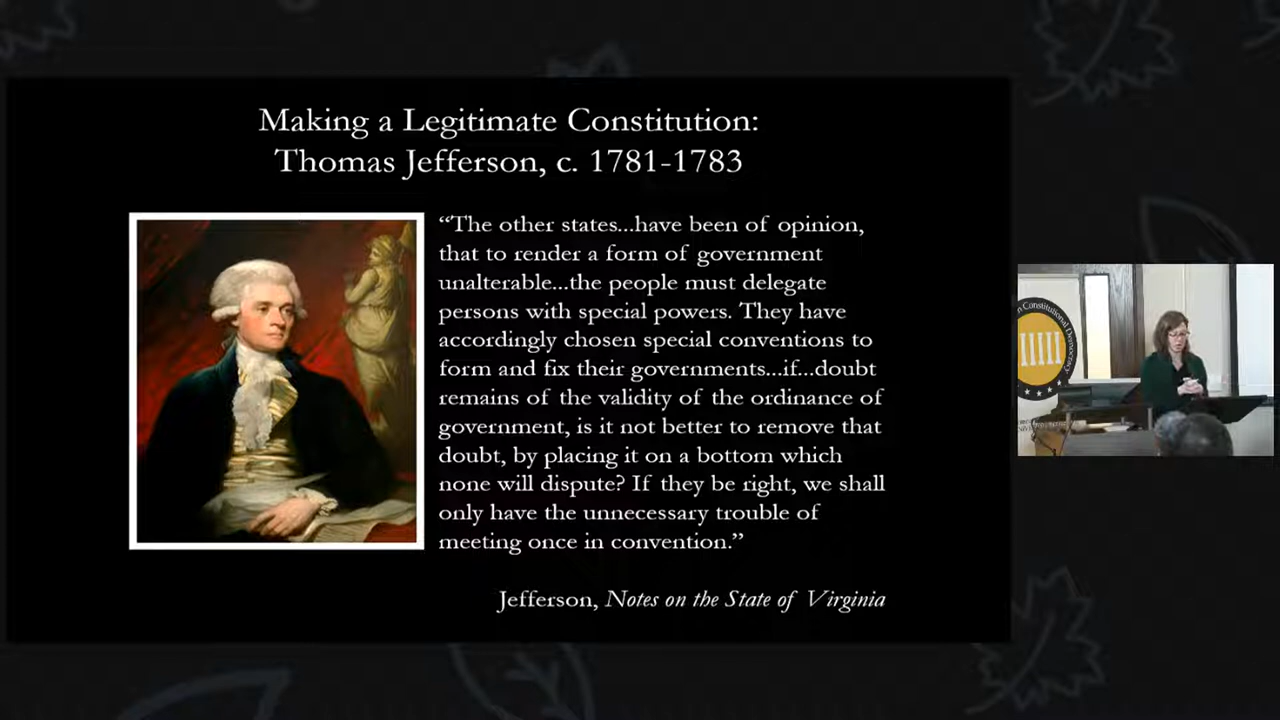 Making a Legitimate Constitution:
Thomas Jefferson, c. 1781-1783
“The other states...have been of opinion,
that to render a form of government
unalterable...the people must delegate
persons with special powers. They have
accordingly chosen special conventions to
form and fix their governments...if...doubt
remains of the validity of the ordinance of
government, is it not better to remove that
doubt, by placing it on a bottom which
none will dispute? If they be right, we shall
only have the unnecessary trouble of
meeting once in convention.”
Jefferson, Notes on the State of Virginia
Constitutional Democracy